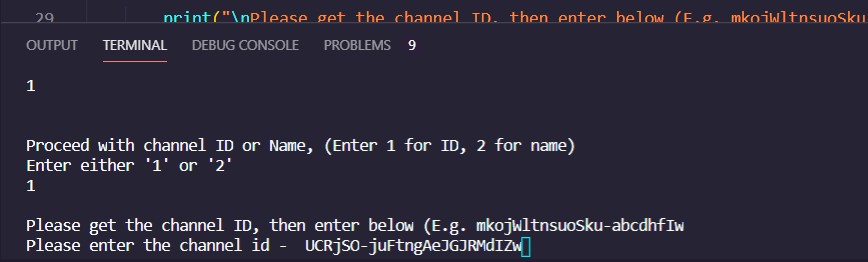 29 print("\nPlease get the channel ID, then enter below (E.g. mkojWltnsuoSku
OUTPUT TERMINAL DEBUG CONSOLE PROBLEMS 9
1
Proceed with channel ID or Name, (Enter 1 for ID, 2 for name)
Enter either '1' or '2'
1
Please get the channel ID, then enter below (E.g. mkojWltnsuoSku-abcdhfIw
Please enter the channel id -  UCRjSO-juFtngAeJGJRMdIZw